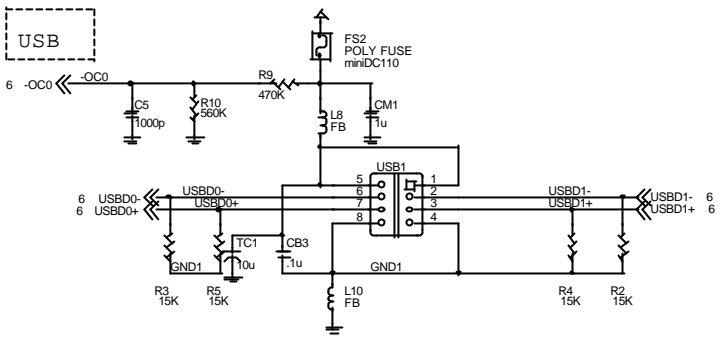 USB
FS2
POLY FUSE
miniDC110
6 -OC0
-OC0
R9
470K
C5
1000p
R10
560K
L8
FB
CM1
1u
USB1
5
6
7
8
1
2
3
4
6 USBD0-
6 USBD0+
USBD0-
USBD0+
USBD1-
USBD1+
USBD1- 6
USBD1+ 6
TC1
10u
CB3
.1u
GND1
GND1
R3
15K
R5
15K
L10
FB
R4
15K
R2
15K